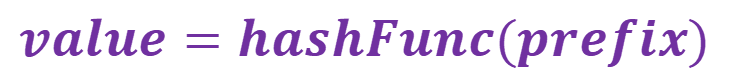 value = hashFunc(prefix)